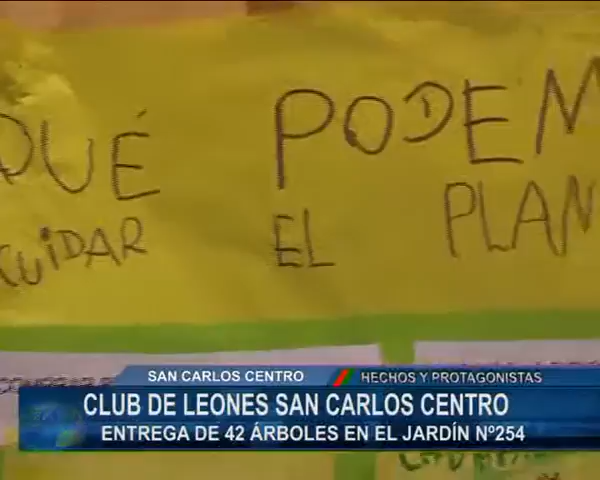 QUÉ PODEM
CUIDAR EL PLAN
SAN CARLOS CENTRO HECHOS Y PROTAGONISTAS
CLUB DE LEONES SAN CARLOS CENTRO
ENTREGA DE 42 ÁRBOLES EN EL JARDÍN Nº254